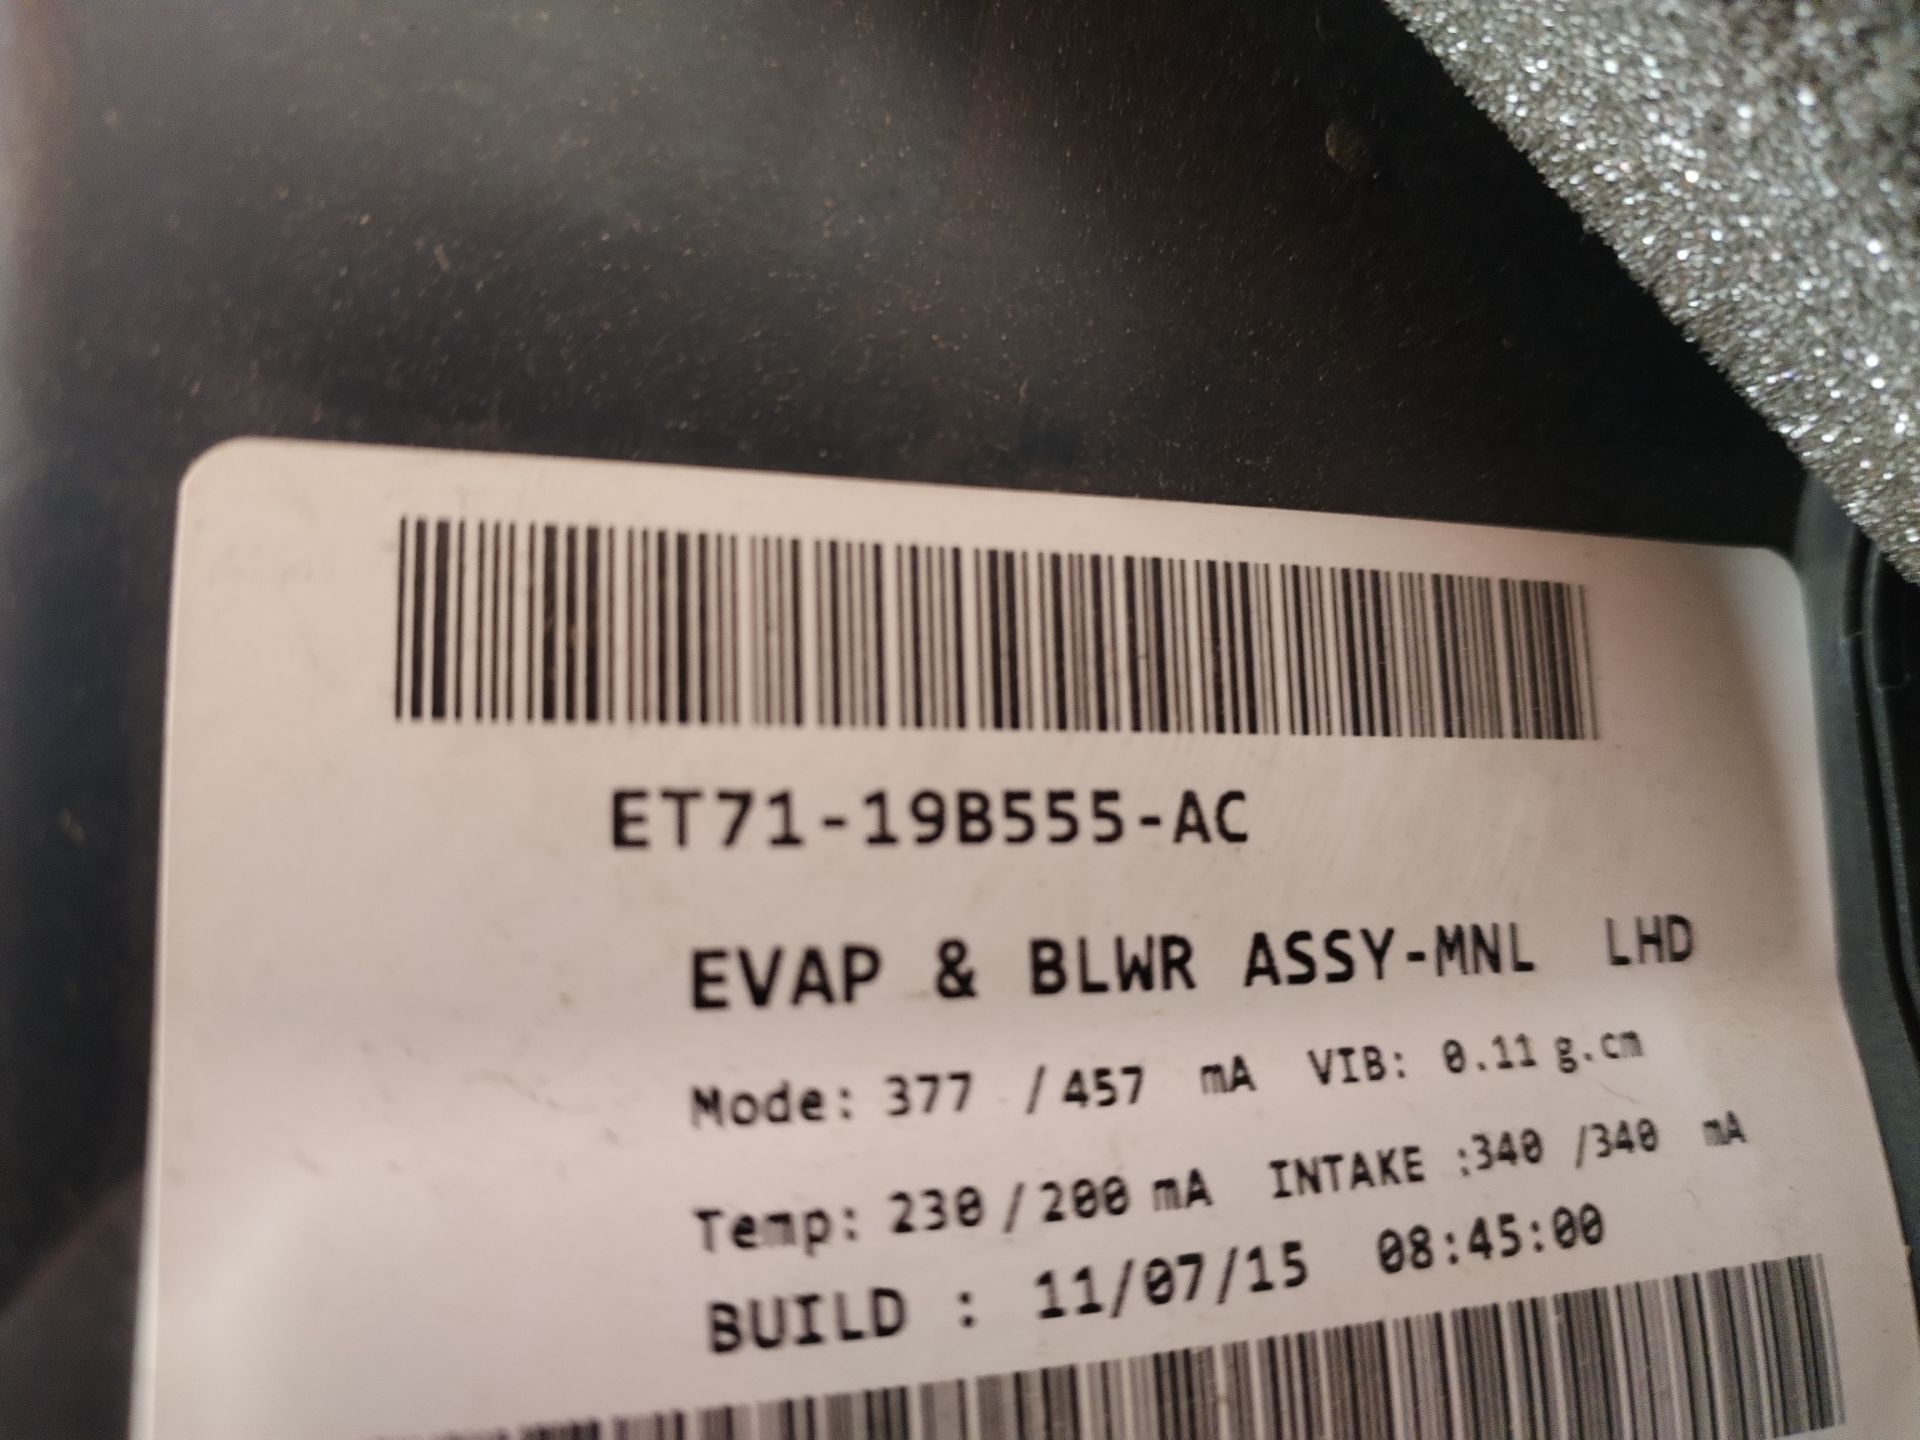 ET71-19B555-AC
EVAP & BLWR ASSY-MNL LHD
Mode: 377 /457 mA VIB: 0.11 g.cm
Temp: 230/200 mA INTAKE :340 /340 mA
BUILD : 11/07/15 08:45:00